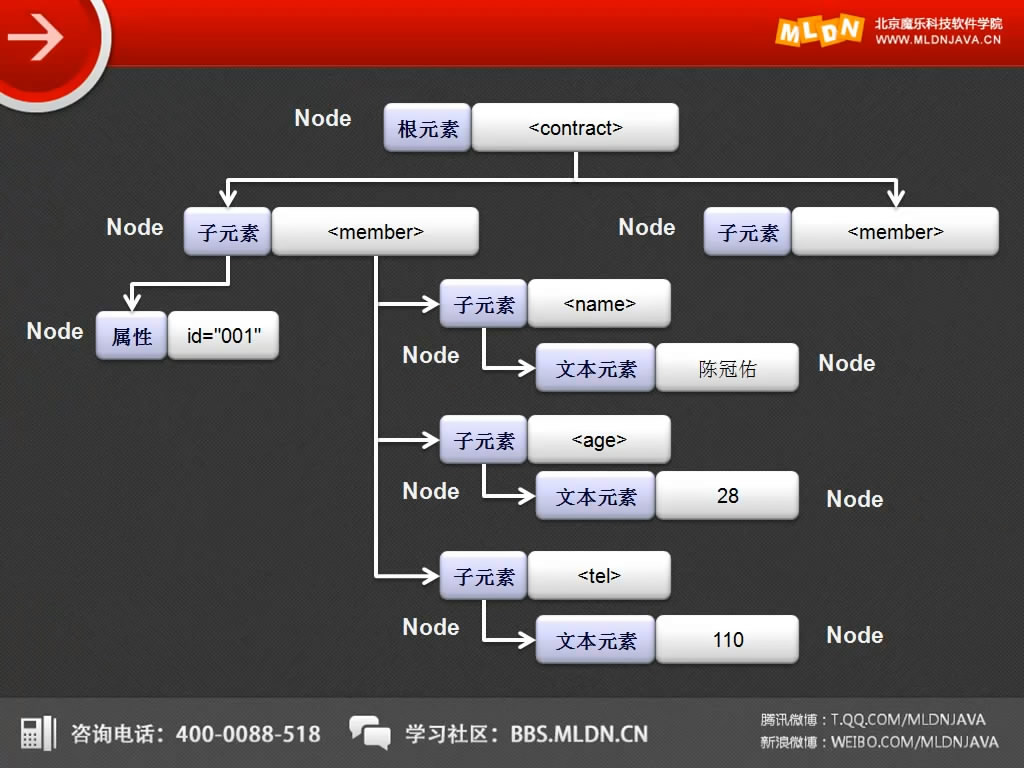 MLDN 北京魔乐科技软件学院
WWW.MLDNJAVA.CN
Node 根元素 <contract>
Node 子元素 <member>
Node 子元素 <member>
Node 属性 id="001"
子元素 <name>
Node 文本元素 陈冠佑 Node
子元素 <age>
Node 文本元素 28 Node
子元素 <tel>
Node 文本元素 110 Node
咨询电话：400-0088-518
学习社区：BBS.MLDN.CN
腾讯微博：T.QQ.COM/MLDNJAVA
新浪微博：WEIBO.COM/MLDNJAVA